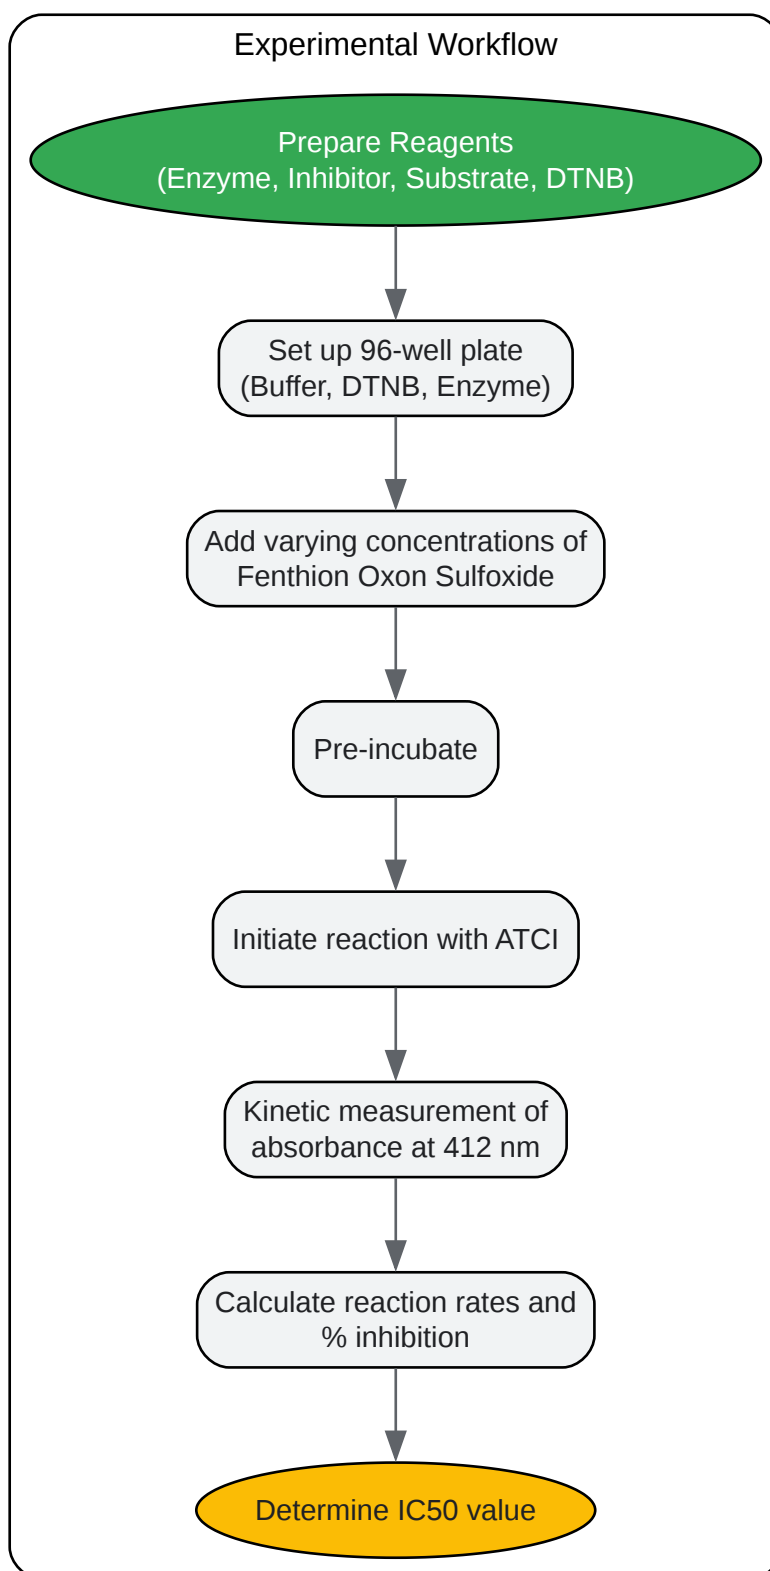 Experimental Workflow
Prepare Reagents
(Enzyme, Inhibitor, Substrate, DTNB)
Set up 96-well plate
(Buffer, DTNB, Enzyme)
Add varying concentrations of
Fenthion Oxon Sulfoxide
Pre-incubate
Initiate reaction with ATCI
Kinetic measurement of
absorbance at 412 nm
Calculate reaction rates and
% inhibition
Determine IC50 value